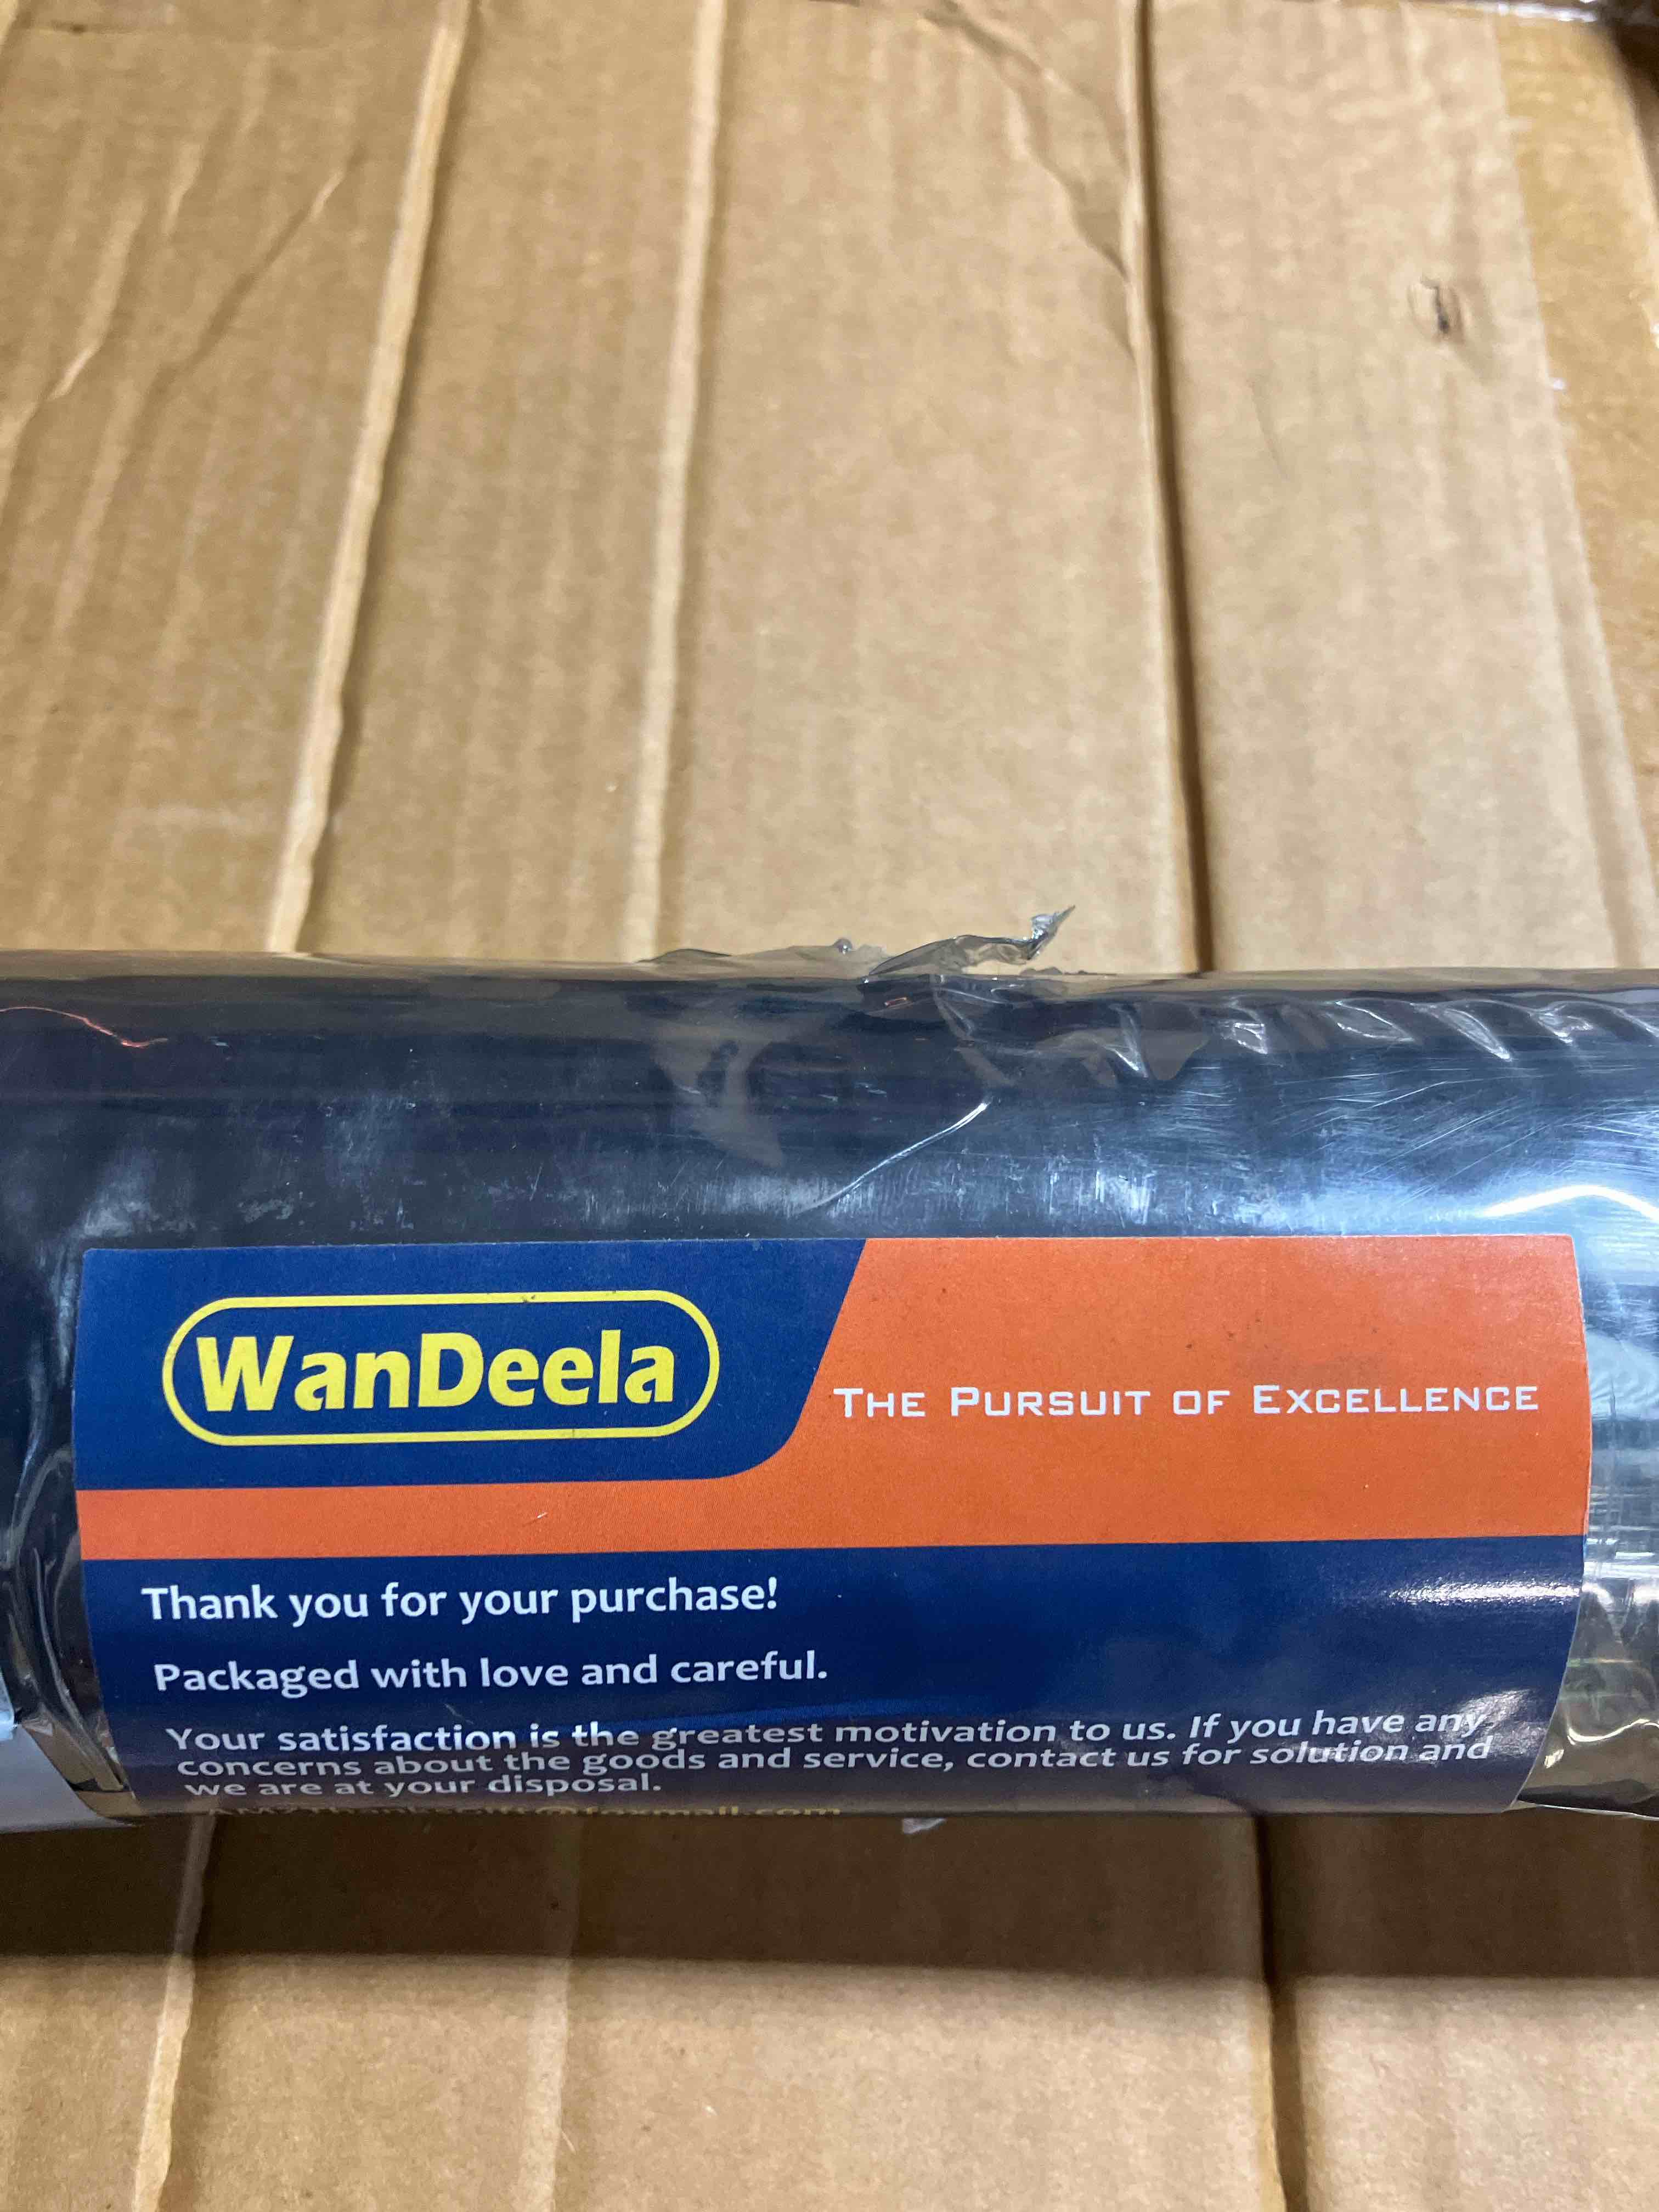 WanDeela
THE PURSUIT OF EXCELLENCE
Thank you for your purchase!
Packaged with love and careful.
Your satisfaction is the greatest motivation to us. If you have any
concerns about the goods and service, contact us for solution and
we are at your disposal.